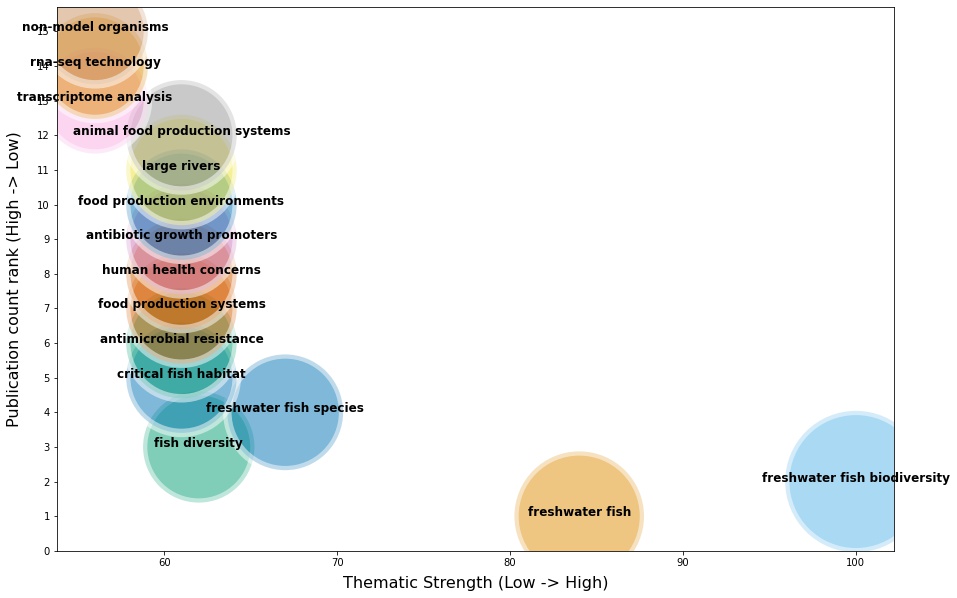 non-model organisms
15
rna-seq technology
14
transcriptome analysis
13
animal food production systems
12
large rivers
11
food production environments
10
antibiotic growth promoters
9
human health concerns
8
food production systems
7
antimicrobial resistance
6
critical fish habitat
5
freshwater fish species
4
fish diversity
3
freshwater fish biodiversity
2
freshwater fish
1
0
60 70 80 90 100
Thematic Strength (Low -> High)
Publication count rank (High -> Low)